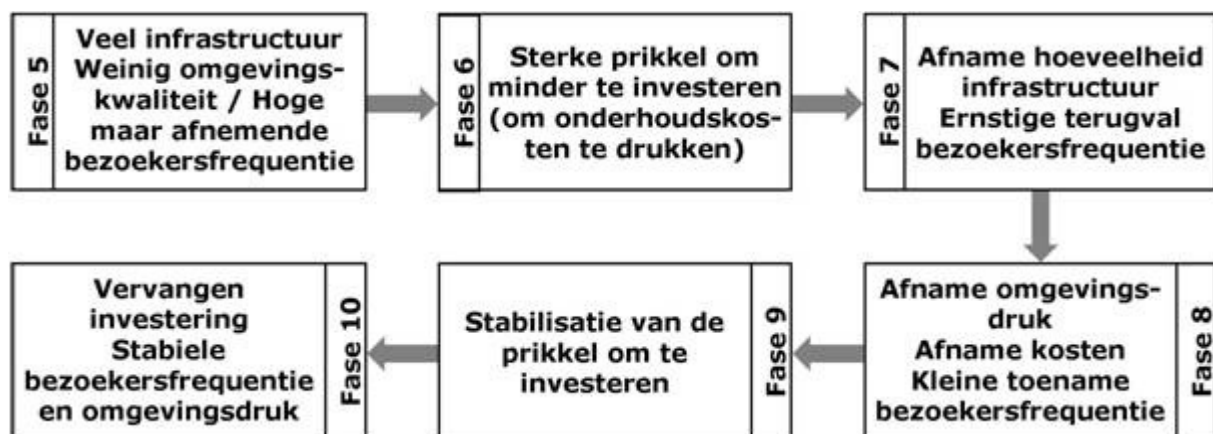 Fase 5
Veel infrastructuur
Weinig omgevings-
kwaliteit / Hoge
maar afnemende
bezoekersfrequentie
Fase 6
Sterke prikkel om
minder te investeren
(om onderhoudskos-
ten te drukken)
Fase 7
Afname hoeveelheid
infrastructuur
Ernstige terugval
bezoekersfrequentie
Afname omgevings-
druk
Afname kosten
Kleine toename
bezoekersfrequentie
Fase 8
Stabilisatie van de
prikkel om te
investeren
Fase 9
Vervangen
investering
Stabiele
bezoekersfrequentie
en omgevingsdruk
Fase 10